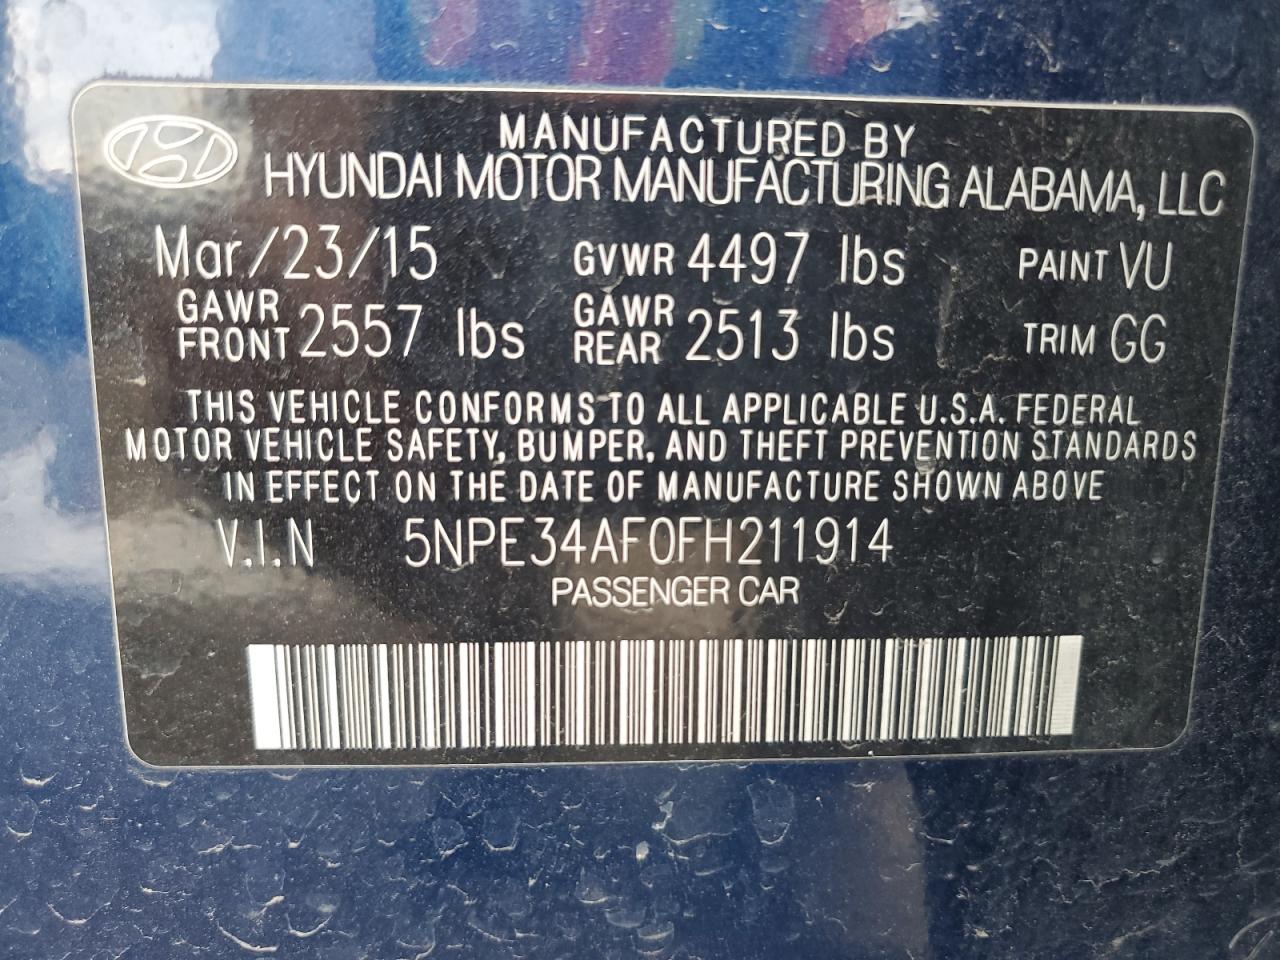 MANUFACTURED BY
HYUNDAI MOTOR MANUFACTURING ALABAMA, LLC
Mar/23/15 GVWR 4497 lbs PAINT VU
GAWR FRONT 2557 lbs GAWR REAR 2513 lbs TRIM GG
THIS VEHICLE CONFORMS TO ALL APPLICABLE U.S.A. FEDERAL
MOTOR VEHICLE SAFETY, BUMPER, AND THEFT PREVENTION STANDARDS
IN EFFECT ON THE DATE OF MANUFACTURE SHOWN ABOVE
V.I.N 5NPE34AF0FH211914
PASSENGER CAR